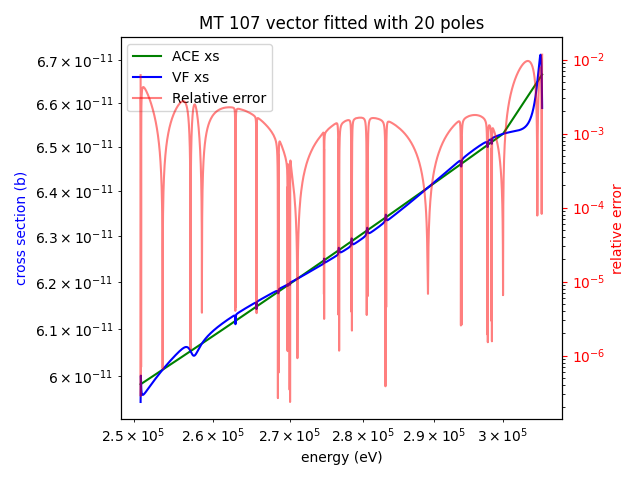 MT 107 vector fitted with 20 poles
ACE xs
VF xs
Relative error
cross section (b)
6.7 × 10⁻¹¹
6.6 × 10⁻¹¹
6.5 × 10⁻¹¹
6.4 × 10⁻¹¹
6.3 × 10⁻¹¹
6.2 × 10⁻¹¹
6.1 × 10⁻¹¹
6 × 10⁻¹¹
10⁻²
10⁻³
10⁻⁴
10⁻⁵
10⁻⁶
relative error
2.5 × 10⁵ 2.6 × 10⁵ 2.7 × 10⁵ 2.8 × 10⁵ 2.9 × 10⁵ 3 × 10⁵
energy (eV)